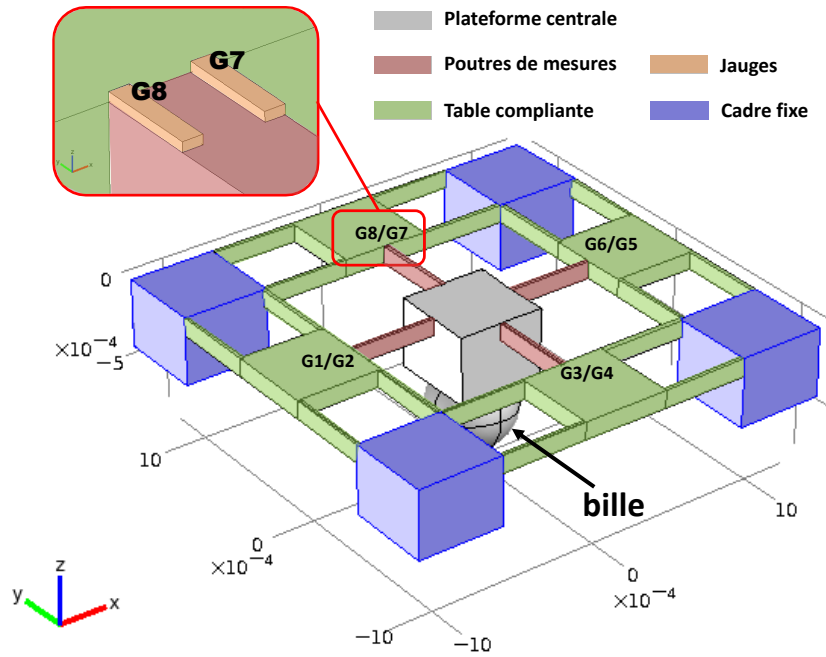 G7
G8
Plateforme centrale
Poutres de mesures
Jauges
Table compliante
Cadre fixe
G8/G7
G6/G5
G1/G2
G3/G4
0
×10⁻⁴
-5
10
0
×10⁻⁴
-10
-10
0
×10⁻⁴
10
bille
z
y
x
z
y
x